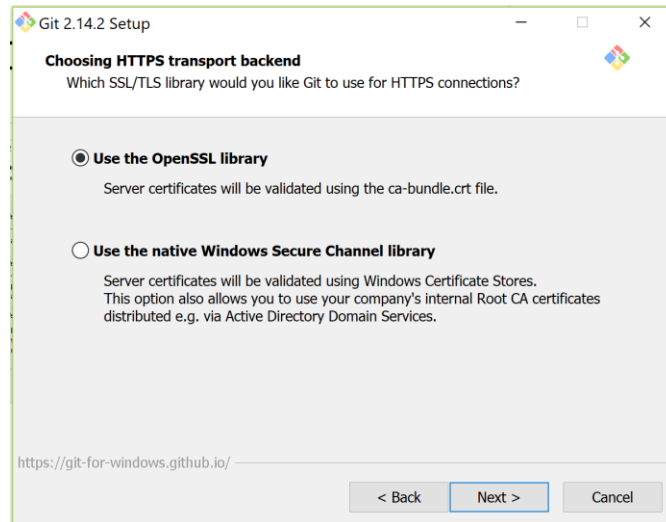 Git 2.14.2 Setup
Choosing HTTPS transport backend
Which SSL/TLS library would you like Git to use for HTTPS connections?
Use the OpenSSL library
Server certificates will be validated using the ca-bundle.crt file.
Use the native Windows Secure Channel library
Server certificates will be validated using Windows Certificate Stores.
This option also allows you to use your company's internal Root CA certificates
distributed e.g. via Active Directory Domain Services.
https://git-for-windows.github.io/
< Back Next > Cancel